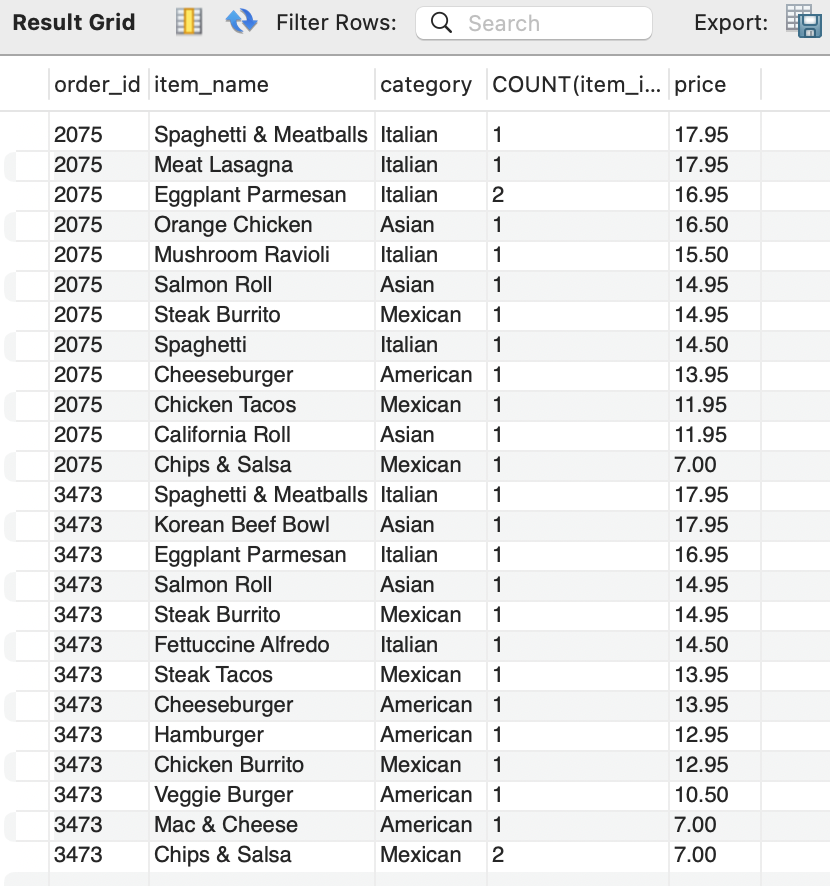 Result Grid Filter Rows: Search Export:
order_id item_name category COUNT(item_i... price
2075 Spaghetti & Meatballs Italian 1 17.95
2075 Meat Lasagna Italian 1 17.95
2075 Eggplant Parmesan Italian 2 16.95
2075 Orange Chicken Asian 1 16.50
2075 Mushroom Ravioli Italian 1 15.50
2075 Salmon Roll Asian 1 14.95
2075 Steak Burrito Mexican 1 14.95
2075 Spaghetti Italian 1 14.50
2075 Cheeseburger American 1 13.95
2075 Chicken Tacos Mexican 1 11.95
2075 California Roll Asian 1 11.95
2075 Chips & Salsa Mexican 1 7.00
3473 Spaghetti & Meatballs Italian 1 17.95
3473 Korean Beef Bowl Asian 1 17.95
3473 Eggplant Parmesan Italian 1 16.95
3473 Salmon Roll Asian 1 14.95
3473 Steak Burrito Mexican 1 14.95
3473 Fettuccine Alfredo Italian 1 14.50
3473 Steak Tacos Mexican 1 13.95
3473 Cheeseburger American 1 13.95
3473 Hamburger American 1 12.95
3473 Chicken Burrito Mexican 1 12.95
3473 Veggie Burger American 1 10.50
3473 Mac & Cheese American 1 7.00
3473 Chips & Salsa Mexican 2 7.00